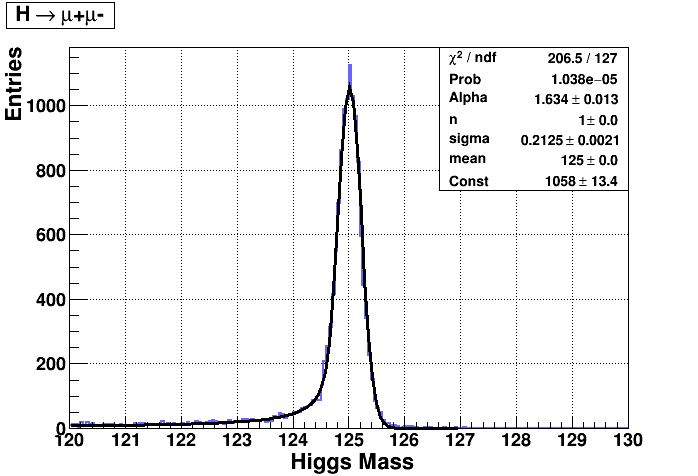 H → μ+μ-
Entries
χ² / ndf 206.5 / 127
Prob 1.038e−05
Alpha 1.634 ± 0.013
n 1 ± 0.0
sigma 0.2125 ± 0.0021
mean 125 ± 0.0
Const 1058 ± 13.4
1000
800
600
400
200
0
120 121 122 123 124 125 126 127 128 129 130
Higgs Mass